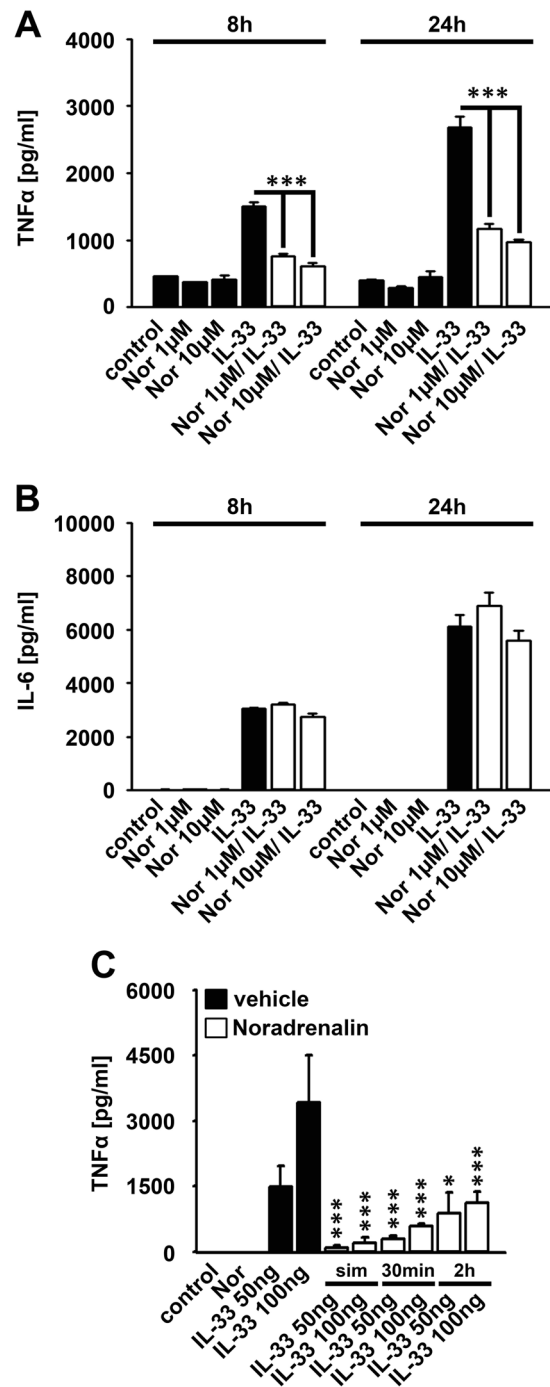 A
8h
24h
TNFα [pg/ml]
4000
3000
2000
1000
0
***
***
control
Nor 1µM
Nor 10µM
IL-33
Nor 1µM/ IL-33
Nor 10µM/ IL-33
control
Nor 1µM
Nor 10µM
IL-33
Nor 1µM/ IL-33
Nor 10µM/ IL-33
B
8h
24h
IL-6 [pg/ml]
10000
8000
6000
4000
2000
0
control
Nor 1µM
Nor 10µM
IL-33
Nor 1µM/ IL-33
Nor 10µM/ IL-33
control
Nor 1µM
Nor 10µM
IL-33
Nor 1µM/ IL-33
Nor 10µM/ IL-33
C
vehicle
Noradrenalin
TNFα [pg/ml]
6000
4500
3000
1500
0
***
***
***
***
*
***
sim
30min
2h
control
Nor
IL-33 50ng
IL-33 100ng
IL-33 50ng
IL-33 100ng
IL-33 50ng
IL-33 100ng
IL-33 50ng
IL-33 100ng